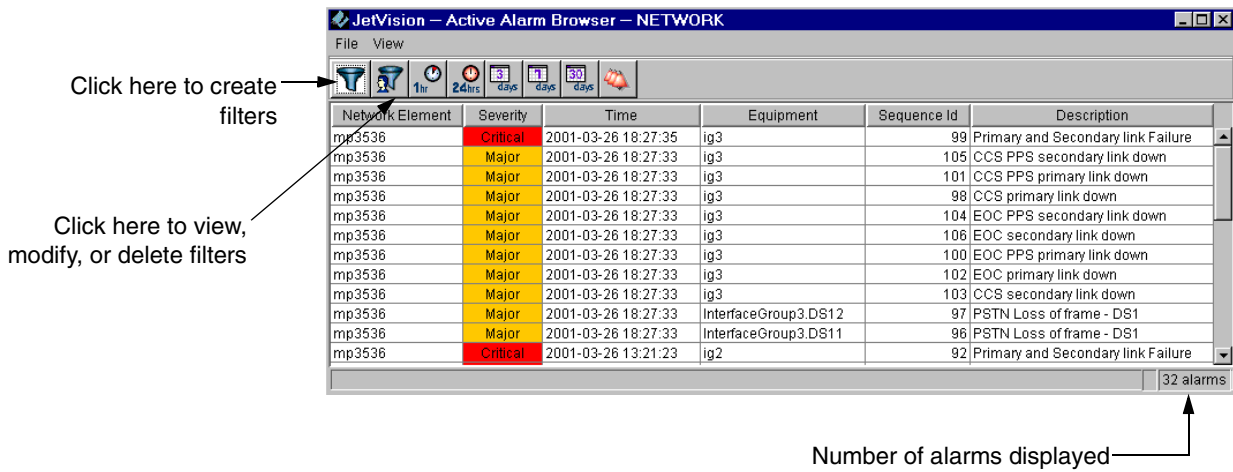 JetVision – Active Alarm Browser – NETWORK
File View
Click here to create
filters
1hr 24hrs 3 days 7 days 30 days
Network Element Severity Time Equipment Sequence Id Description
mp3536 Critical 2001-03-26 18:27:35 ig3 99 Primary and Secondary link Failure
mp3536 Major 2001-03-26 18:27:33 ig3 105 CCS PPS secondary link down
mp3536 Major 2001-03-26 18:27:33 ig3 101 CCS PPS primary link down
mp3536 Major 2001-03-26 18:27:33 ig3 98 CCS primary link down
mp3536 Major 2001-03-26 18:27:33 ig3 104 EOC PPS secondary link down
mp3536 Major 2001-03-26 18:27:33 ig3 106 EOC secondary link down
mp3536 Major 2001-03-26 18:27:33 ig3 100 EOC PPS primary link down
mp3536 Major 2001-03-26 18:27:33 ig3 102 EOC primary link down
mp3536 Major 2001-03-26 18:27:33 ig3 103 CCS secondary link down
mp3536 Major 2001-03-26 18:27:33 InterfaceGroup3.DS12 97 PSTN Loss of frame - DS1
mp3536 Major 2001-03-26 18:27:33 InterfaceGroup3.DS11 96 PSTN Loss of frame - DS1
mp3536 Critical 2001-03-26 13:21:23 ig2 92 Primary and Secondary link Failure
Click here to view,
modify, or delete filters
32 alarms
Number of alarms displayed